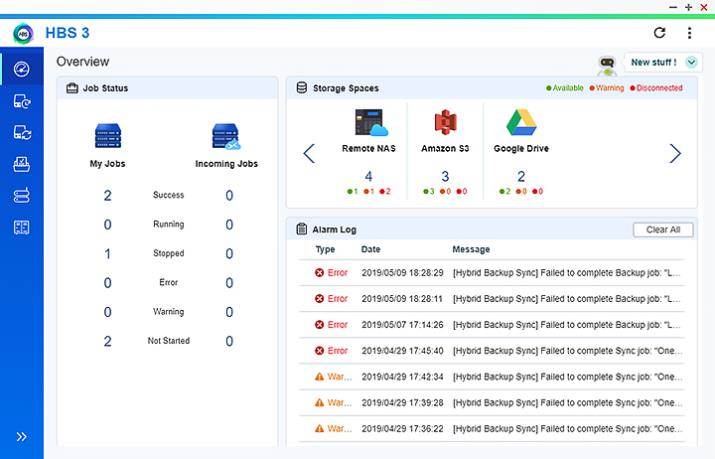 HBS 3
Overview
New stuff !
Job Status
My Jobs Incoming Jobs
2 Success 0
0 Running 0
1 Stopped 0
0 Error 0
0 Warning 0
2 Not Started 0
Storage Spaces
Available Warning Disconnected
Remote NAS Amazon S3 Google Drive
4 3 2
1 1 2 3 0 0 2 0 0
Alarm Log
Clear All
Type Date Message
Error 2019/05/09 18:28:29 [Hybrid Backup Sync] Failed to complete Backup job: "L...
Error 2019/05/09 18:28:11 [Hybrid Backup Sync] Failed to complete Backup job: "L...
Error 2019/05/07 17:14:26 [Hybrid Backup Sync] Failed to complete Backup job: "L...
Error 2019/04/29 17:45:40 [Hybrid Backup Sync] Failed to complete Sync job: "One...
War... 2019/04/29 17:42:34 [Hybrid Backup Sync] Failed to complete Sync job: "One...
War... 2019/04/29 17:39:28 [Hybrid Backup Sync] Failed to complete Sync job: "One...
War... 2019/04/29 17:36:22 [Hybrid Backup Sync] Failed to complete Sync job: "One...